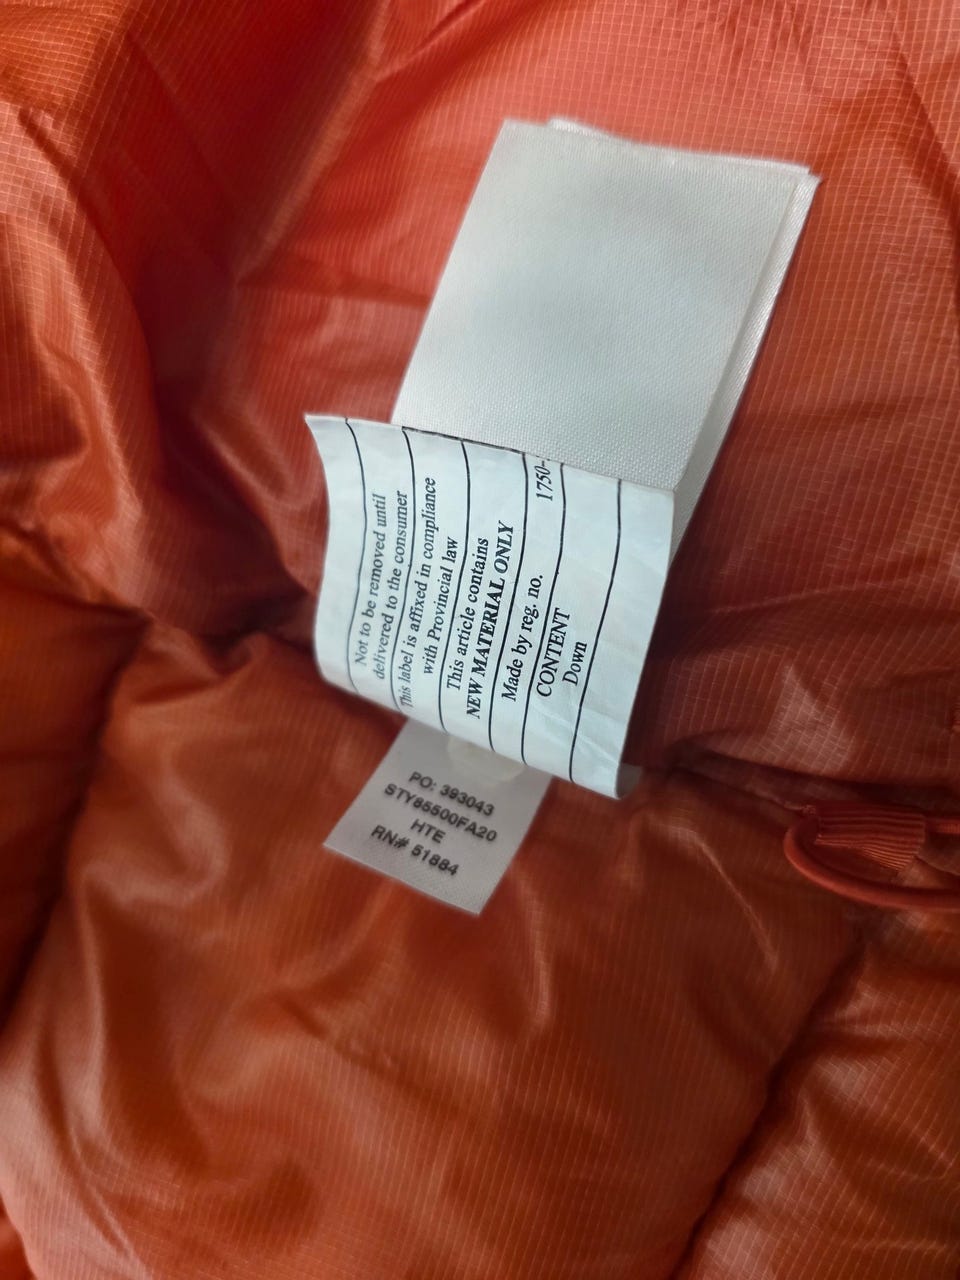 Not to be removed until
delivered to the consumer
This label is affixed in compliance
with Provincial law
This article contains
NEW MATERIAL ONLY
Made by reg. no. 1750-
CONTENT
Down
PO: 393043
STY85500FA20
HTE
RN# 51884